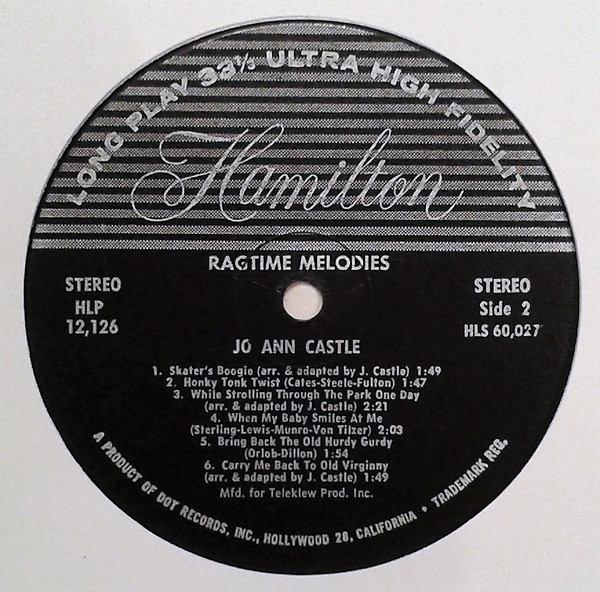 LONG PLAY 33⅓ ULTRA HIGH FIDELITY
Hamilton
RAGTIME MELODIES
STEREO
HLP
12,126
STEREO
Side 2
HLS 60,027
JO ANN CASTLE
1. Skater's Boogie (arr. & adapted by J. Castle) 1:49
2. Honky Tonk Twist (Cates-Steele-Fulton) 1:47
3. While Strolling Through The Park One Day
(arr. & adapted by J. Castle) 2:21
4. When My Baby Smiles At Me
(Sterling-Lewis-Munro-Von Tilzer) 2:03
5. Bring Back The Old Hurdy Gurdy
(Orlob-Dillon) 1:54
6. Carry Me Back To Old Virginny
(arr. & adapted by J. Castle) 1:49
Mfd. for Teleklew Prod. Inc.
A PRODUCT OF DOT RECORDS, INC., HOLLYWOOD 28, CALIFORNIA • TRADEMARK REG.